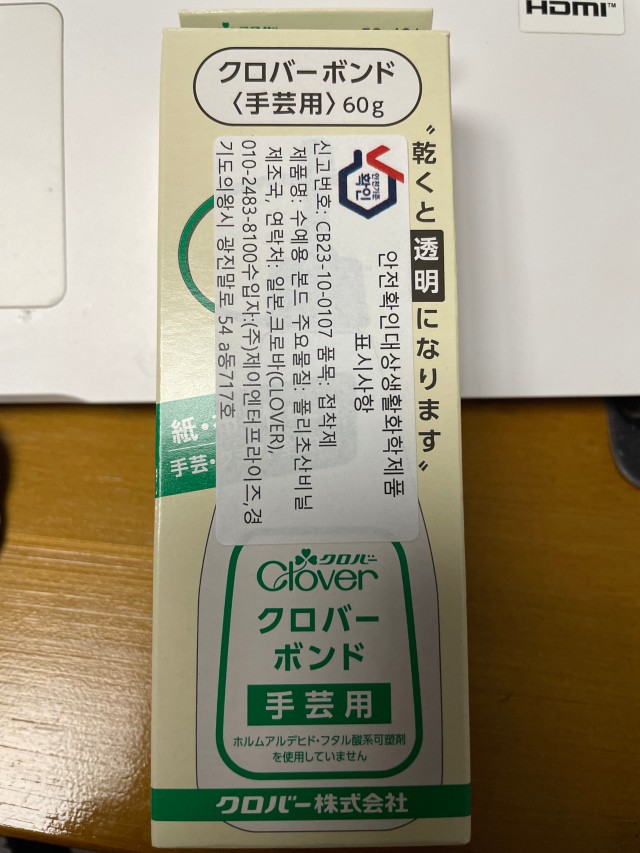 HDMI™
クロバーボンド
〈手芸用〉60g
〝乾くと透明になります〟
안전확인대상생활화학제품
표시사항
안전기준
확인
신고번호: CB23-10-0107 품목: 접착제
제품명: 수예용 본드 주요물질: 폴리초산비닐
제조국, 연락처: 일본,크로바(CLOVER),
010-2483-8100수입자:(주)제이엔터프라이즈,경
기도의왕시 광진말로 54 a동717호
紙・
手芸・
クロバー
Clover
クロバー
ボンド
手芸用
ホルムアルデヒド・フタル酸系可塑剤
を使用していません
クロバー株式会社